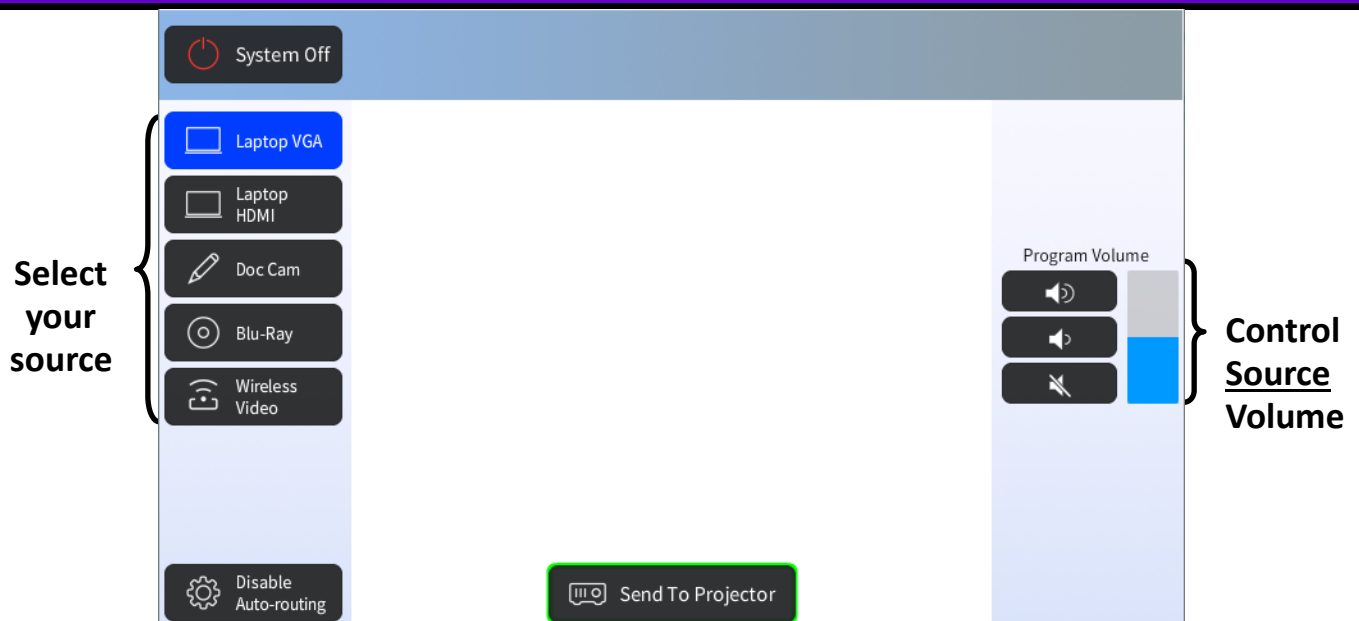 System Off
Laptop VGA
Laptop
HDMI
Doc Cam
Blu-Ray
Wireless
Video
Select
your
source
Program Volume
Control
Source
Volume
Disable
Auto-routing
Send To Projector